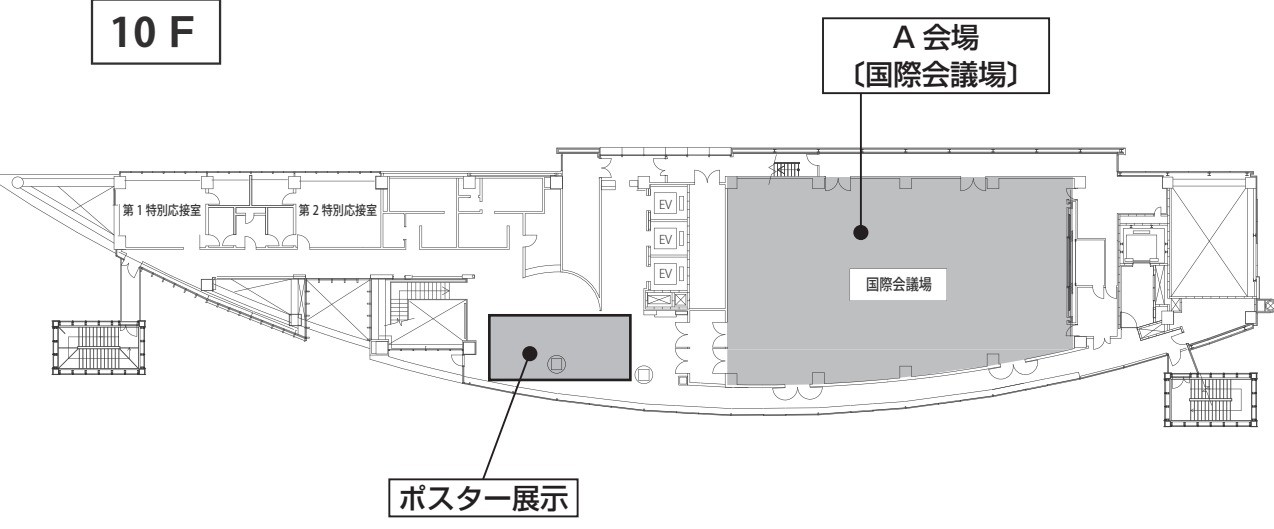 10 F
A 会場
〔国際会議場〕
第 1 特別応接室
第 2 特別応接室
EV
EV
EV
国際会議場
ポスター展示